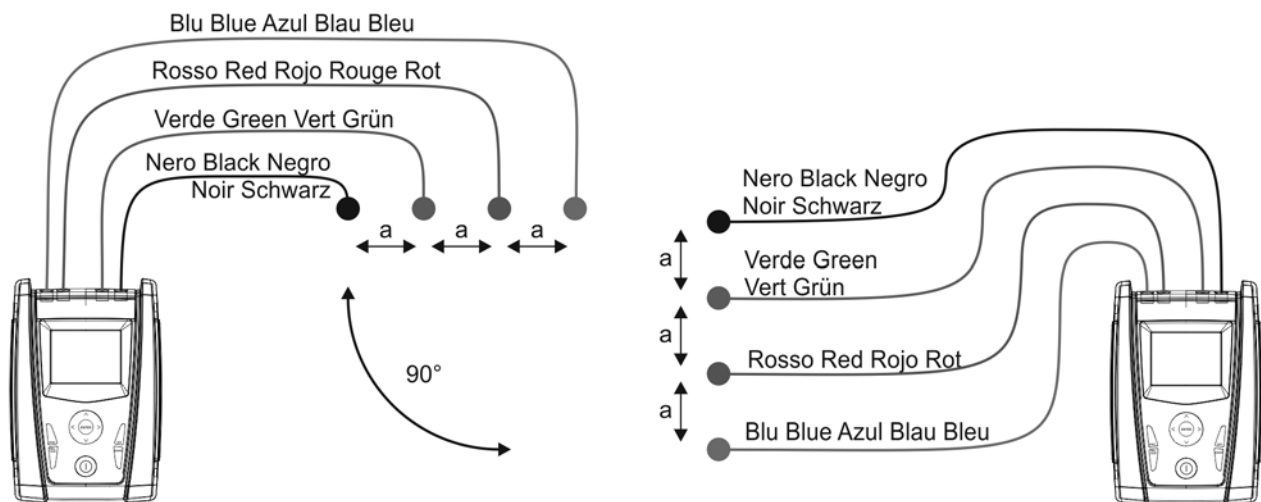 Blu Blue Azul Blau Bleu
Rosso Red Rojo Rouge Rot
Verde Green Vert Grün
Nero Black Negro
Noir Schwarz
a
a
a
90°
Nero Black Negro
Noir Schwarz
a
Verde Green
Vert Grün
a
Rosso Red Rojo Rot
a
Blu Blue Azul Blau Bleu